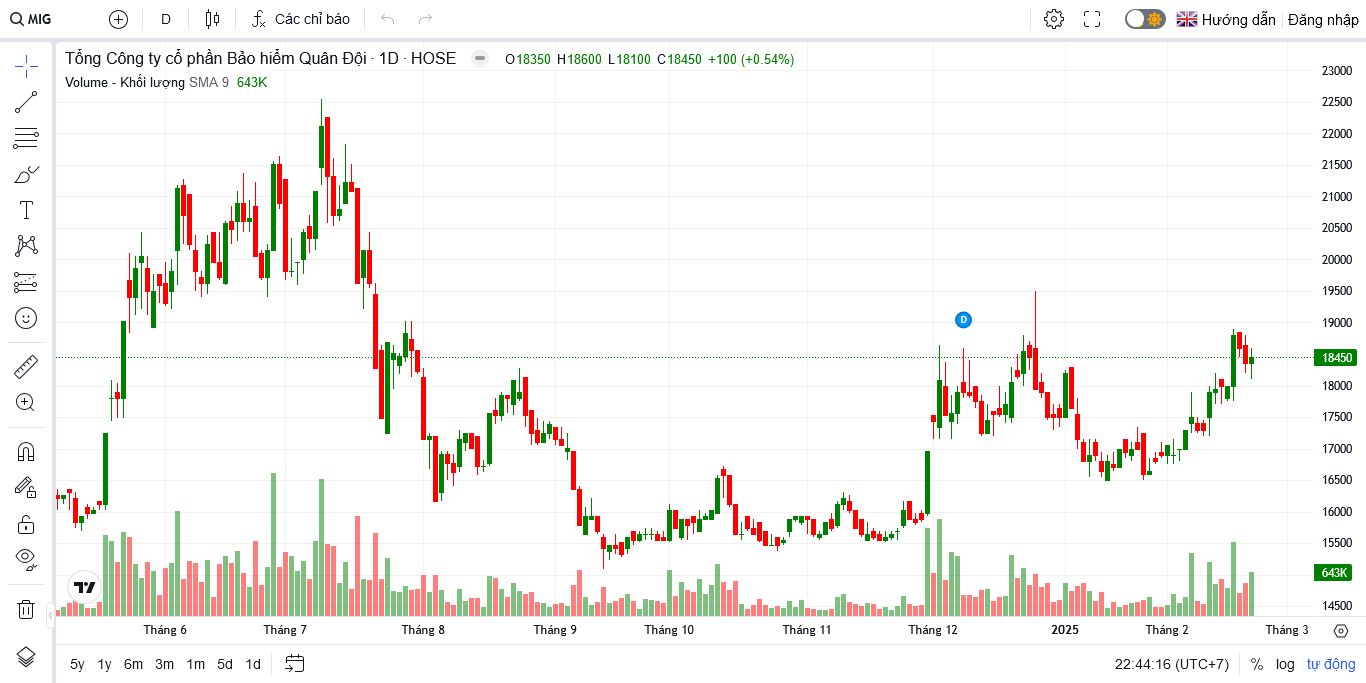 MIG D Các chỉ báo Hướng dẫn Đăng nhập
Tổng Công ty cổ phần Bảo hiểm Quân Đội · 1D · HOSE O18350 H18600 L18100 C18450 +100 (+0.54%)
Volume - Khối lượng SMA 9 643K
23000
22500
22000
21500
21000
20500
20000
19500
19000
D
18450
18000
17500
17000
16500
16000
15500
643K
14500
Tháng 6 Tháng 7 Tháng 8 Tháng 9 Tháng 10 Tháng 11 Tháng 12 2025 Tháng 2 Tháng 3
5y 1y 6m 3m 1m 5d 1d 22:44:16 (UTC+7) % log tự động